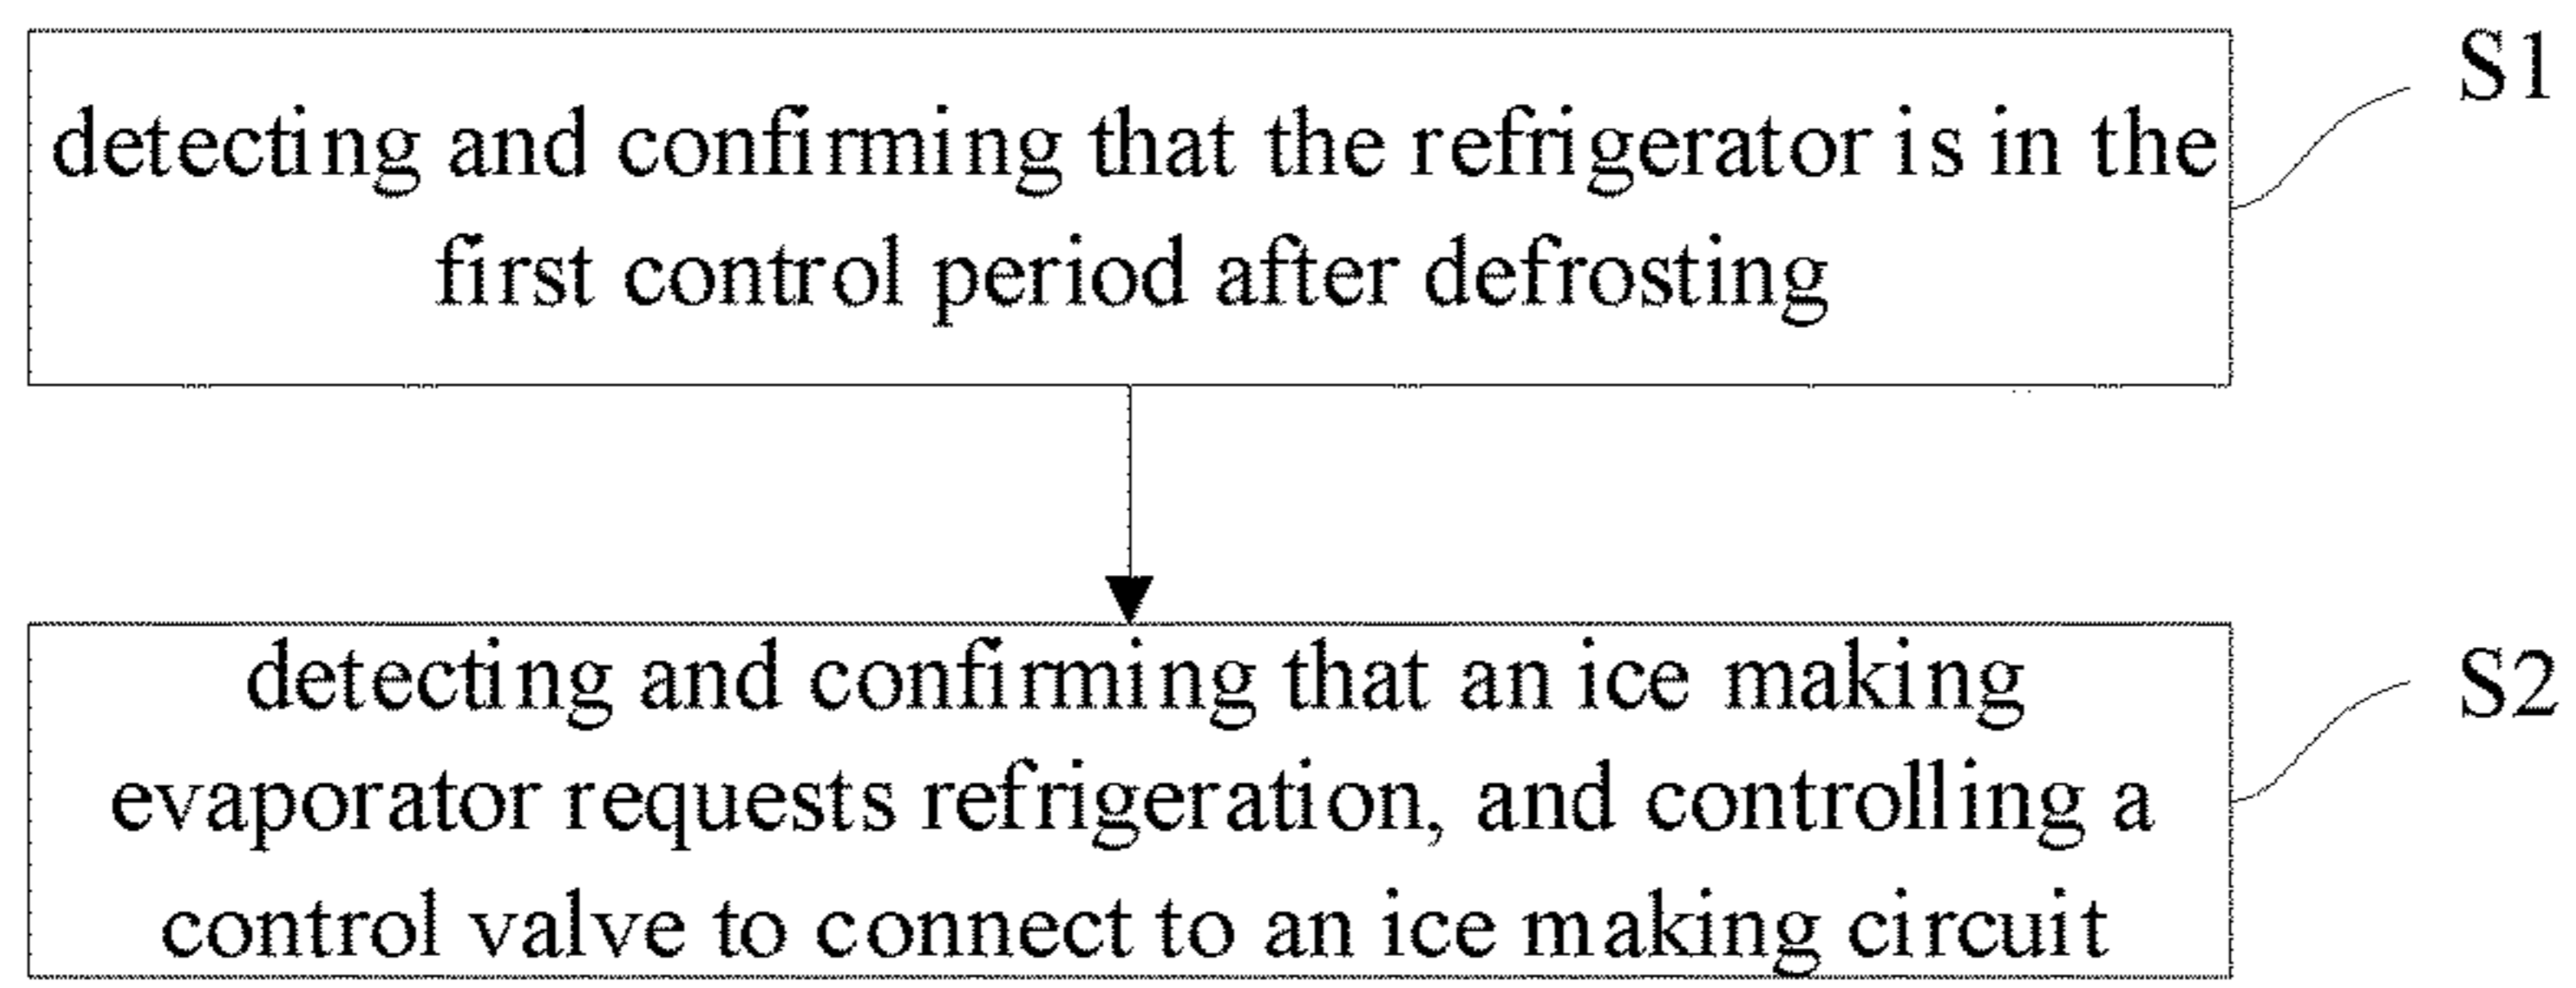 S1
detecting and confirming that the refrigerator is in the
first control period after defrosting
detecting and confirming that an ice making
S2
evaporator requests refrigeration, and controlling a
control valve to connect to an ice making circuit